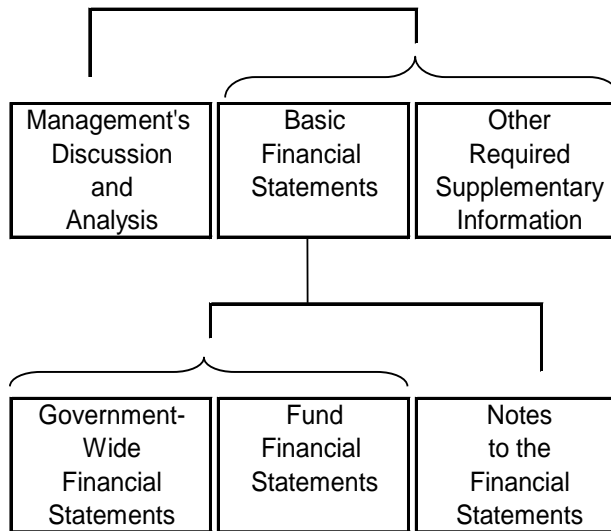 Management's
Discussion
and
Analysis
Basic
Financial
Statements
Other
Required
Supplementary
Information
Government-
Wide
Financial
Statements
Fund
Financial
Statements
Notes
to the
Financial
Statements